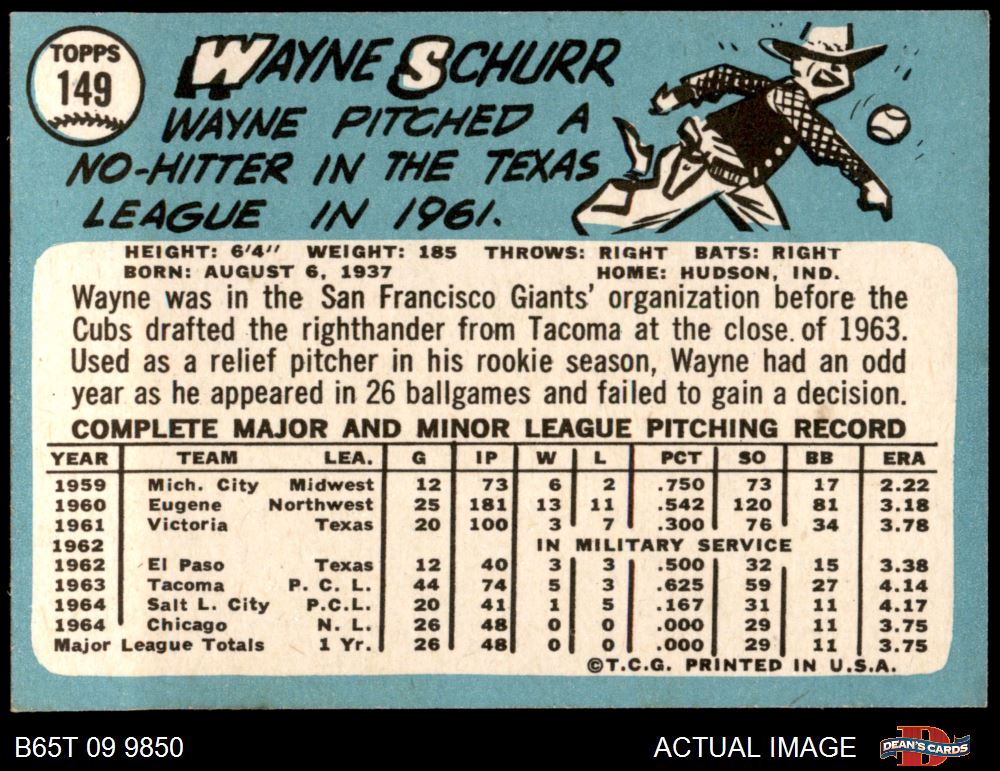 TOPPS
149
WAYNE SCHURR
WAYNE PITCHED A
NO-HITTER IN THE TEXAS
LEAGUE IN 1961.
HEIGHT: 6'4" WEIGHT: 185 THROWS: RIGHT BATS: RIGHT
BORN: AUGUST 6, 1937 HOME: HUDSON, IND.
Wayne was in the San Francisco Giants' organization before the
Cubs drafted the righthander from Tacoma at the close of 1963.
Used as a relief pitcher in his rookie season, Wayne had an odd
year as he appeared in 26 ballgames and failed to gain a decision.
COMPLETE MAJOR AND MINOR LEAGUE PITCHING RECORD
YEAR TEAM LEA. G IP W L PCT SO BB ERA
1959 Mich. City Midwest 12 73 6 2 .750 73 17 2.22
1960 Eugene Northwest 25 181 13 11 .542 120 81 3.18
1961 Victoria Texas 20 100 3 7 .300 76 34 3.78
1962 IN MILITARY SERVICE
1962 El Paso Texas 12 40 3 3 .500 32 15 3.38
1963 Tacoma P. C. L. 44 74 5 3 .625 59 27 4.14
1964 Salt L. City P.C.L. 20 41 1 5 .167 31 11 4.17
1964 Chicago N. L. 26 48 0 0 .000 29 11 3.75
Major League Totals 1 Yr. 26 48 0 0 .000 29 11 3.75
©T.C.G. PRINTED IN U.S.A.
B65T 09 9850 ACTUAL IMAGE DEAN'S CARDS